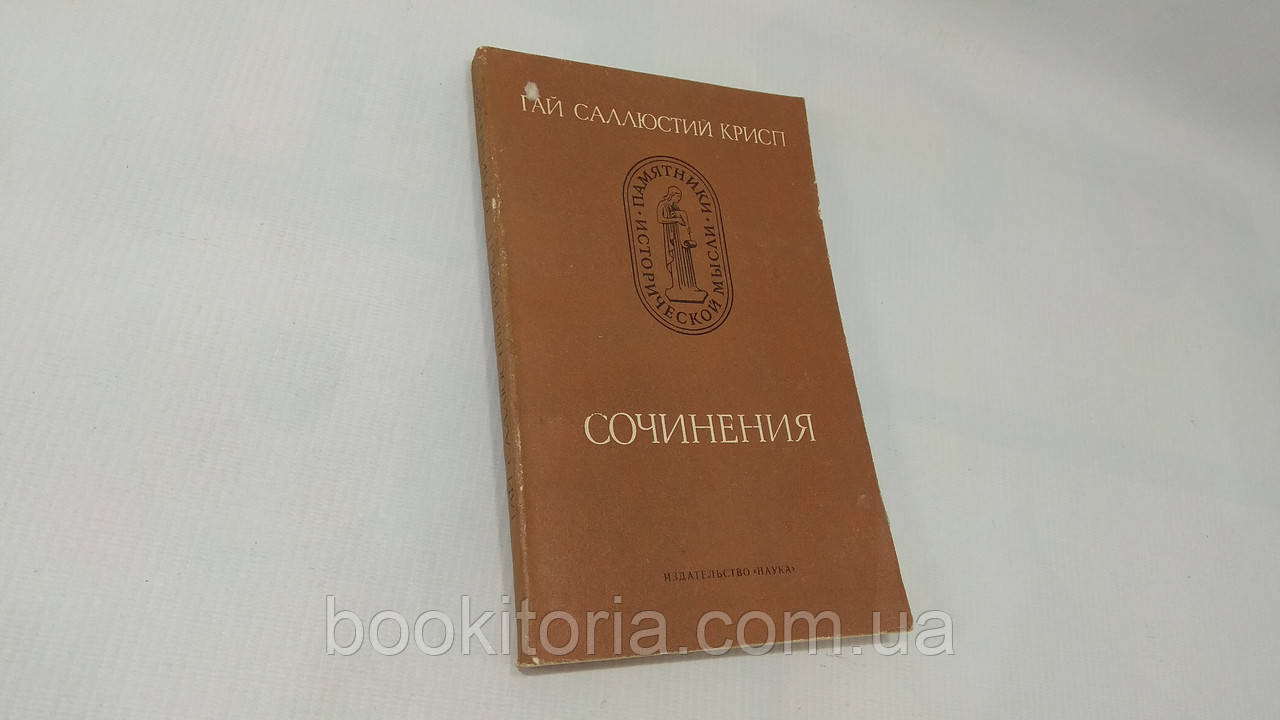 ГАЙ САЛЛЮСТИЙ КРИСП
ПАМЯТНИКИ
ИСТОРИЧЕСКОЙ МЫСЛИ
СОЧИНЕНИЯ
ИЗДАТЕЛЬСТВО «НАУКА»
bookitoria.com.ua